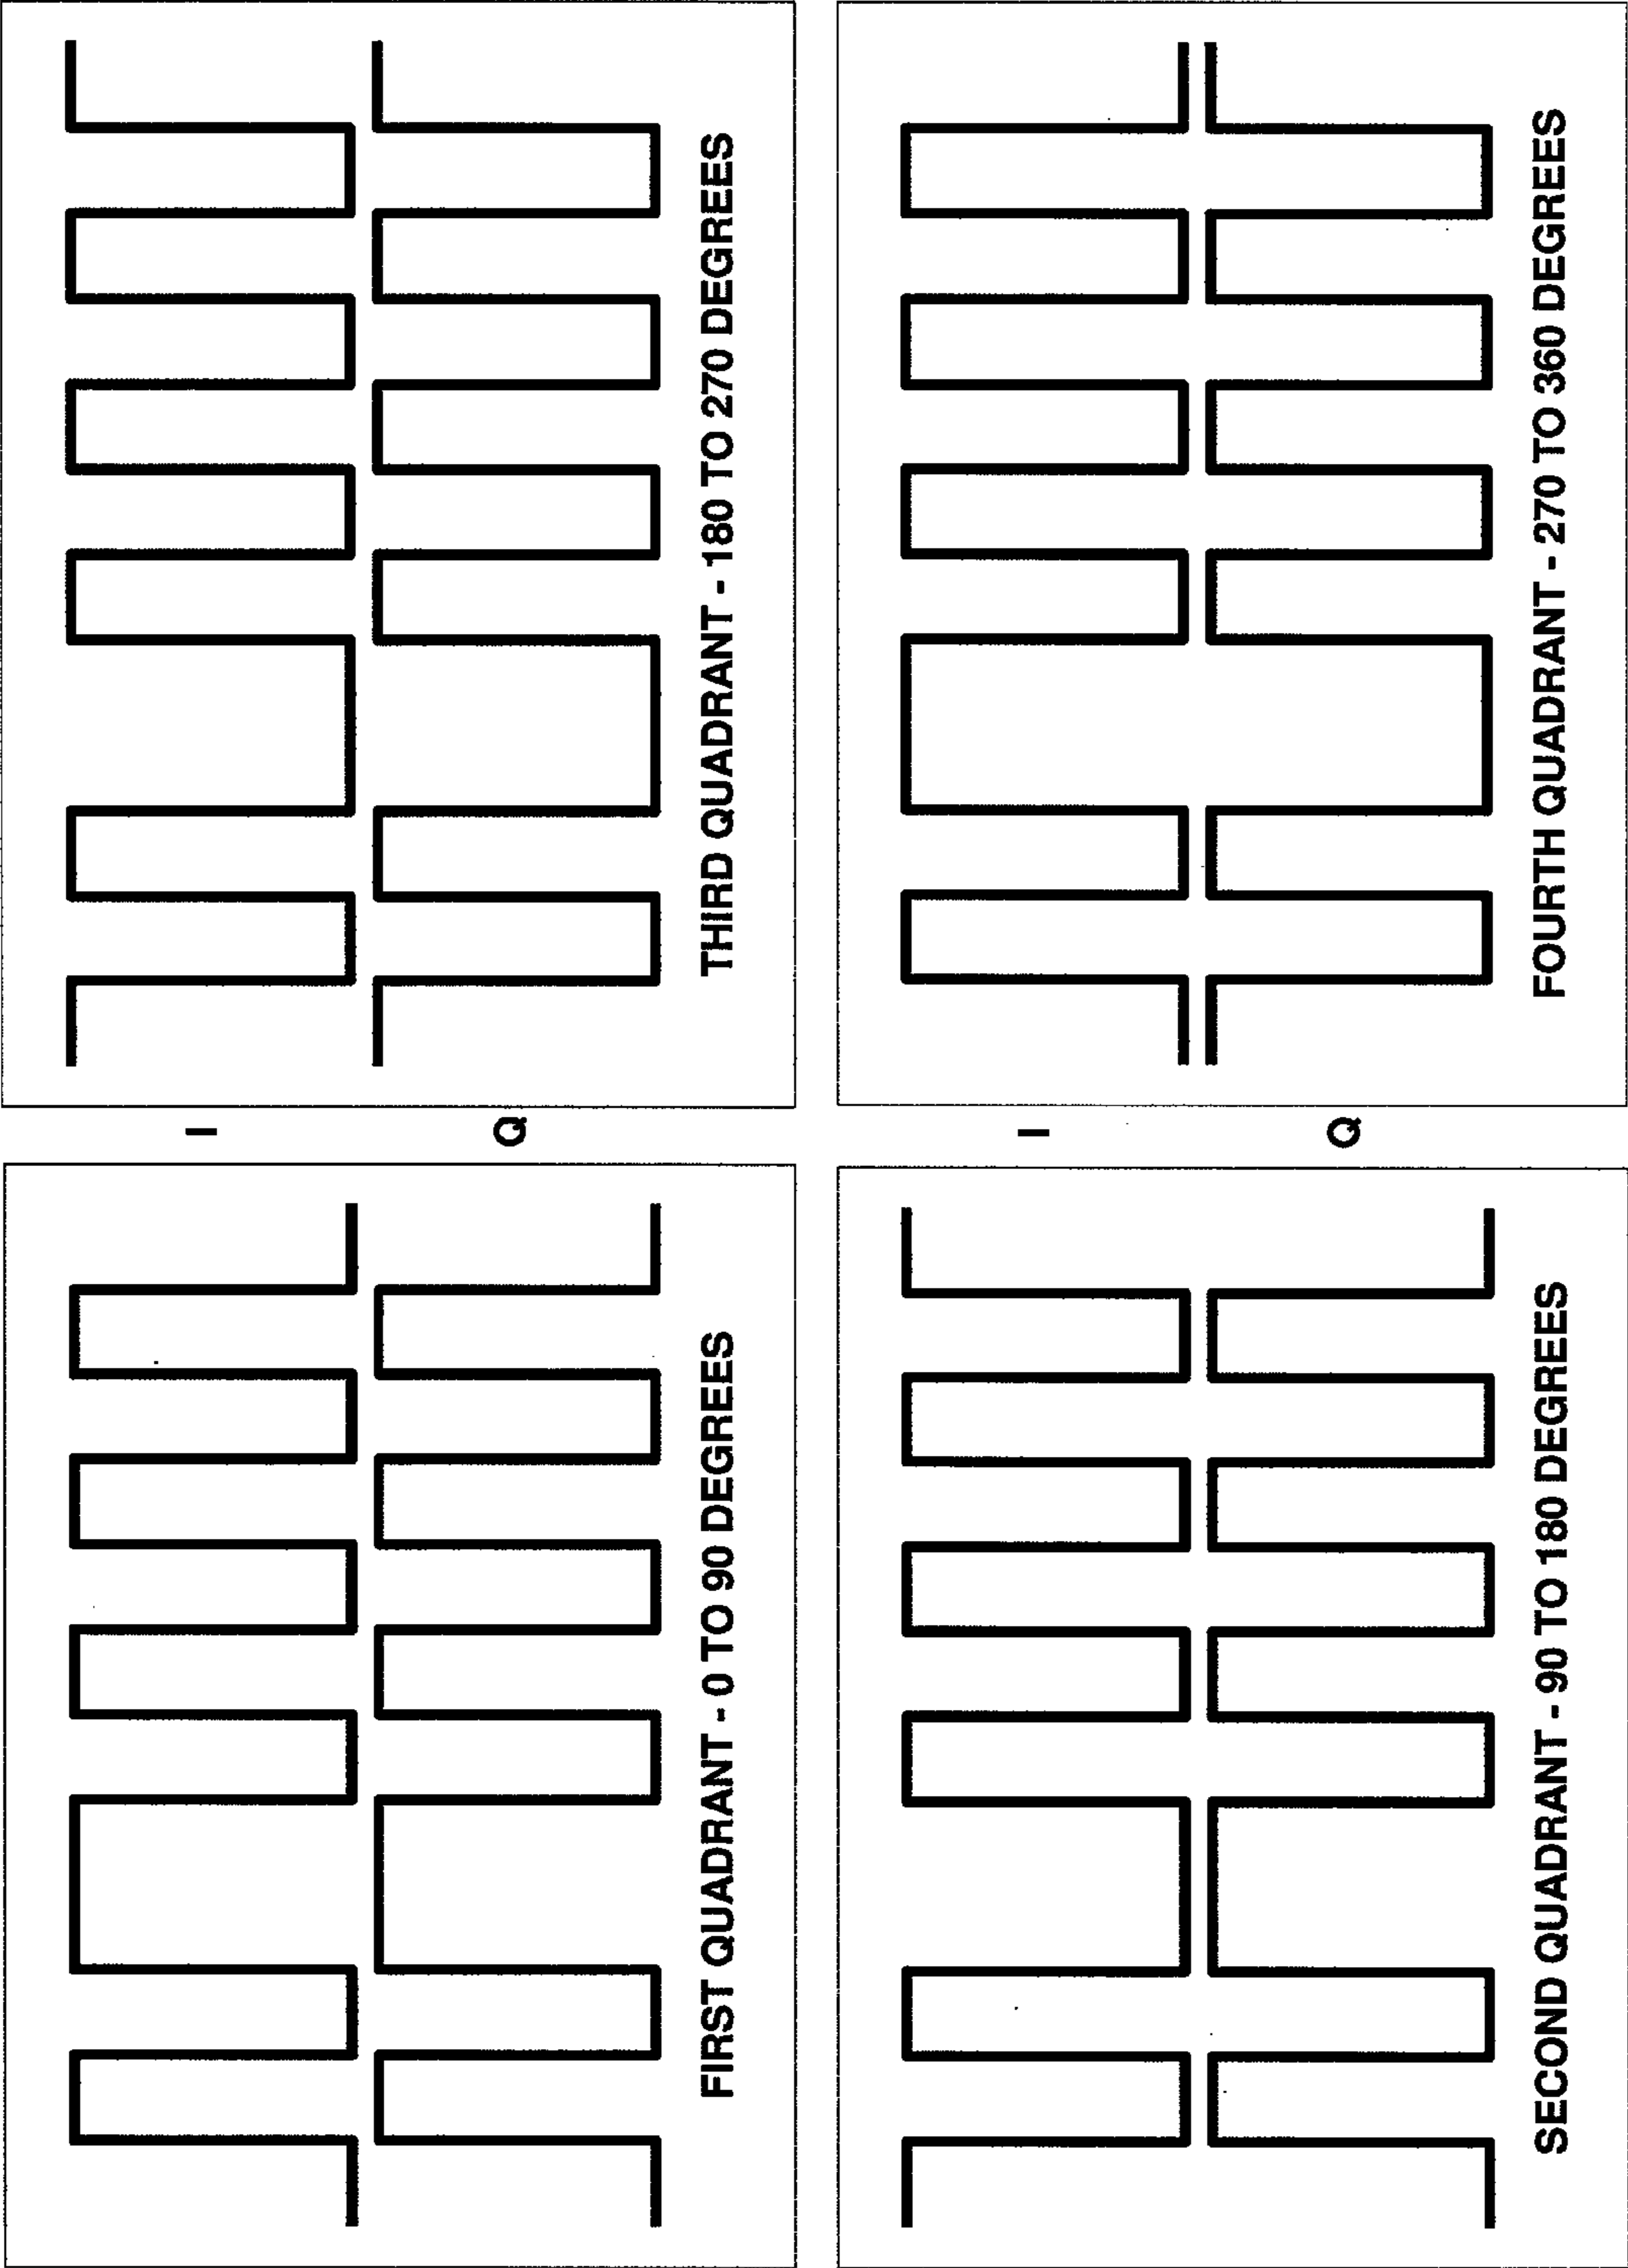 I
Q
FIRST QUADRANT - 0 TO 90 DEGREES
THIRD QUADRANT - 180 TO 270 DEGREES
I
Q
SECOND QUADRANT - 90 TO 180 DEGREES
FOURTH QUADRANT - 270 TO 360 DEGREES